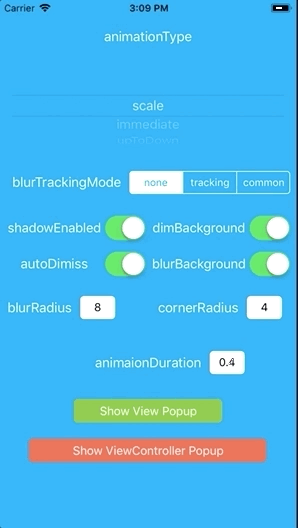 Carrier 3:09 PM
animationType
scale
immediate
upToDown
blurTrackingMode none tracking common
shadowEnabled dimBackground
autoDimiss blurBackground
blurRadius 8 cornerRadius 4
animaionDuration 0.4
Show View Popup
Show ViewController Popup